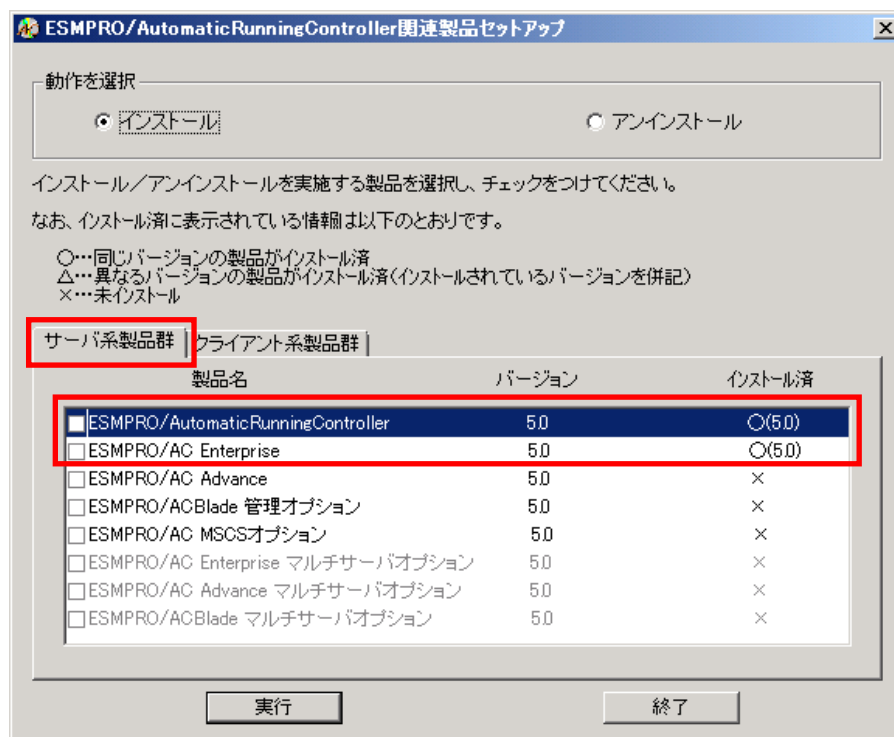 ESMPRO/AutomaticRunningController関連製品セットアップ
動作を選択
インストール アンインストール
インストール／アンインストールを実施する製品を選択し、チェックをつけてください。
なお、インストール済に表示されている情報は以下のとおりです。
○…同じバージョンの製品がインストール済
△…異なるバージョンの製品がインストール済(インストールされているバージョンを併記)
×…未インストール
サーバ系製品群 クライアント系製品群
製品名 バージョン インストール済
ESMPRO/AutomaticRunningController 5.0 ○(5.0)
ESMPRO/AC Enterprise 5.0 ○(5.0)
ESMPRO/AC Advance 5.0 ×
ESMPRO/ACBlade 管理オプション 5.0 ×
ESMPRO/AC MSCSオプション 5.0 ×
ESMPRO/AC Enterprise マルチサーバオプション 5.0 ×
ESMPRO/AC Advance マルチサーバオプション 5.0 ×
ESMPRO/ACBlade マルチサーバオプション 5.0 ×
実行 終了